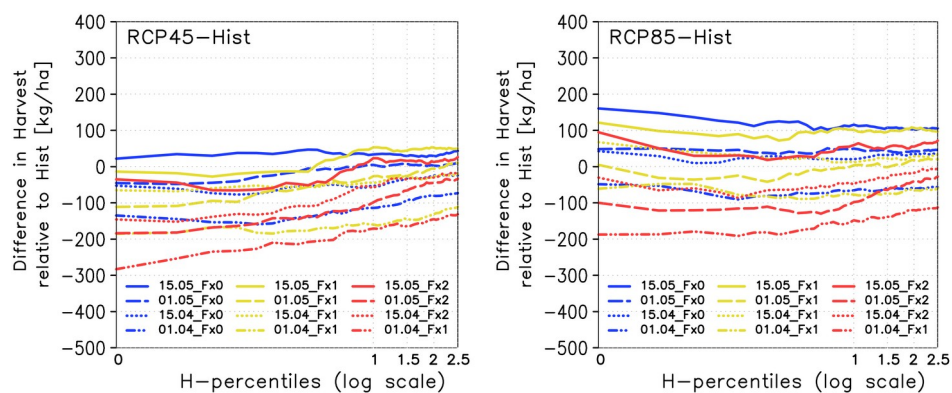 RCP45-Hist
Difference in Harvest
relative to Hist [kg/ha]
400
300
200
100
0
-100
-200
-300
-400
-500
15.05_Fx0 15.05_Fx1 15.05_Fx2
01.05_Fx0 01.05_Fx1 01.05_Fx2
15.04_Fx0 15.04_Fx1 15.04_Fx2
01.04_Fx0 01.04_Fx1 01.04_Fx1
0 1 1.5 2 2.5
H-percentiles (log scale)
RCP85-Hist
Difference in Harvest
relative to Hist [kg/ha]
400
300
200
100
0
-100
-200
-300
-400
-500
15.05_Fx0 15.05_Fx1 15.05_Fx2
01.05_Fx0 01.05_Fx1 01.05_Fx2
15.04_Fx0 15.04_Fx1 15.04_Fx2
01.04_Fx0 01.04_Fx1 01.04_Fx1
0 1 1.5 2 2.5
H-percentiles (log scale)